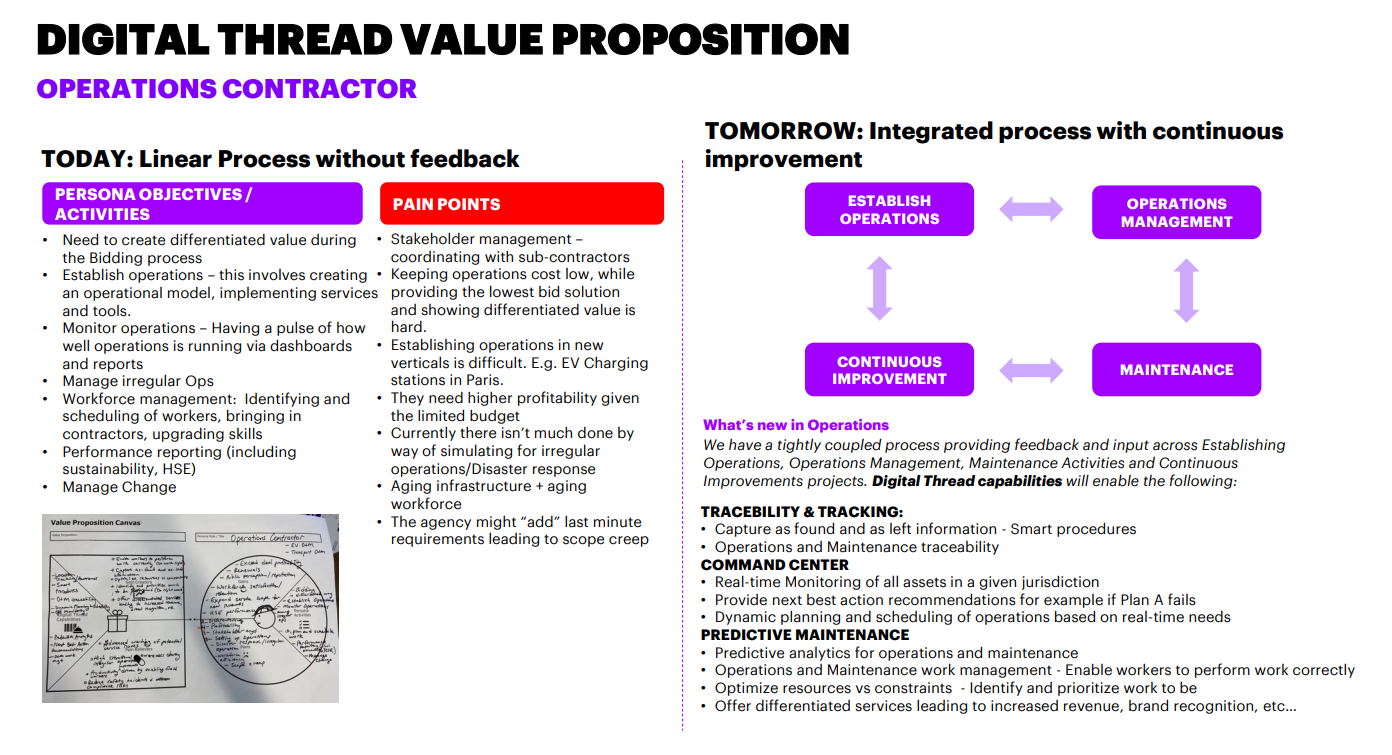 DIGITAL THREAD VALUE PROPOSITION
OPERATIONS CONTRACTOR
TODAY: Linear Process without feedback
PERSONA OBJECTIVES /
ACTIVITIES
• Need to create differentiated value during
the Bidding process
• Establish operations – this involves creating
an operational model, implementing services
and tools.
• Monitor operations – Having a pulse of how
well operations is running via dashboards
and reports
• Manage irregular Ops
• Workforce management:  Identifying and
scheduling of workers, bringing in
contractors, upgrading skills
• Performance reporting (including
sustainability, HSE)
• Manage Change
PAIN POINTS
• Stakeholder management –
coordinating with sub-contractors
• Keeping operations cost low, while
providing the lowest bid solution
and showing differentiated value is
hard.
• Establishing operations in new
verticals is difficult. E.g. EV Charging
stations in Paris.
• They need higher profitability given
the limited budget
• Currently there isn't much done by
way of simulating for irregular
operations/Disaster response
• Aging infrastructure + aging
workforce
• The agency might "add" last minute
requirements leading to scope creep
Value Proposition Canvas
Operations Contractor
TOMORROW: Integrated process with continuous
improvement
ESTABLISH
OPERATIONS
OPERATIONS
MANAGEMENT
CONTINUOUS
IMPROVEMENT
MAINTENANCE
What's new in Operations
We have a tightly coupled process providing feedback and input across Establishing
Operations, Operations Management, Maintenance Activities and Continuous
Improvements projects. Digital Thread capabilities will enable the following:
TRACEBILITY & TRACKING:
• Capture as found and as left information - Smart procedures
• Operations and Maintenance traceability
COMMAND CENTER
• Real-time Monitoring of all assets in a given jurisdiction
• Provide next best action recommendations for example if Plan A fails
• Dynamic planning and scheduling of operations based on real-time needs
PREDICTIVE MAINTENANCE
• Predictive analytics for operations and maintenance
• Operations and Maintenance work management - Enable workers to perform work correctly
• Optimize resources vs constraints  - Identify and prioritize work to be
• Offer differentiated services leading to increased revenue, brand recognition, etc...